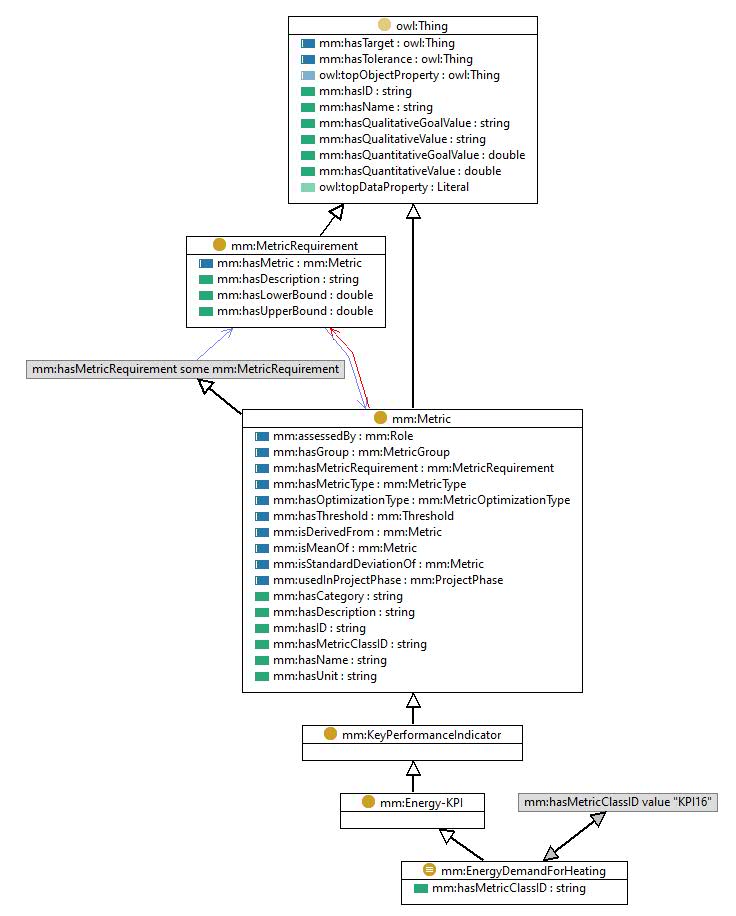 owl:Thing
mm:hasTarget : owl:Thing
mm:hasTolerance : owl:Thing
owl:topObjectProperty : owl:Thing
mm:hasID : string
mm:hasName : string
mm:hasQualitativeGoalValue : string
mm:hasQualitativeValue : string
mm:hasQuantitativeGoalValue : double
mm:hasQuantitativeValue : double
owl:topDataProperty : Literal
mm:MetricRequirement
mm:hasMetric : mm:Metric
mm:hasDescription : string
mm:hasLowerBound : double
mm:hasUpperBound : double
mm:hasMetricRequirement some mm:MetricRequirement
mm:Metric
mm:assessedBy : mm:Role
mm:hasGroup : mm:MetricGroup
mm:hasMetricRequirement : mm:MetricRequirement
mm:hasMetricType : mm:MetricType
mm:hasOptimizationType : mm:MetricOptimizationType
mm:hasThreshold : mm:Threshold
mm:isDerivedFrom : mm:Metric
mm:isMeanOf : mm:Metric
mm:isStandardDeviationOf : mm:Metric
mm:usedInProjectPhase : mm:ProjectPhase
mm:hasCategory : string
mm:hasDescription : string
mm:hasID : string
mm:hasMetricClassID : string
mm:hasName : string
mm:hasUnit : string
mm:KeyPerformanceIndicator
mm:Energy-KPI
mm:hasMetricClassID value "KPI16"
mm:EnergyDemandForHeating
mm:hasMetricClassID : string